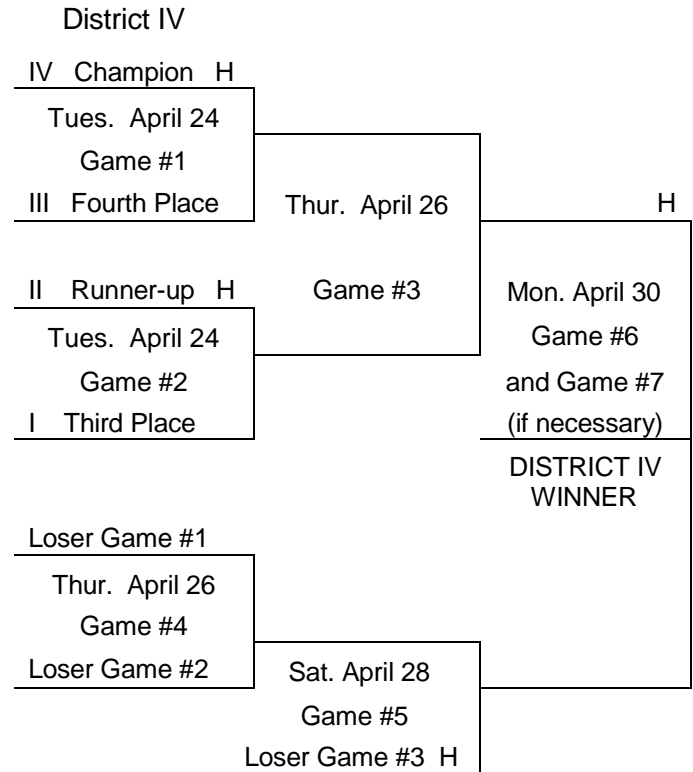 District IV
IV Champion H
Tues. April 24
Game #1
III Fourth Place
Thur. April 26
H
II Runner-up H
Game #3
Mon. April 30
Tues. April 24
Game #6
Game #2
and Game #7
I Third Place
(if necessary)
DISTRICT IV
WINNER
Loser Game #1
Thur. April 26
Game #4
Loser Game #2
Sat. April 28
Game #5
Loser Game #3 H